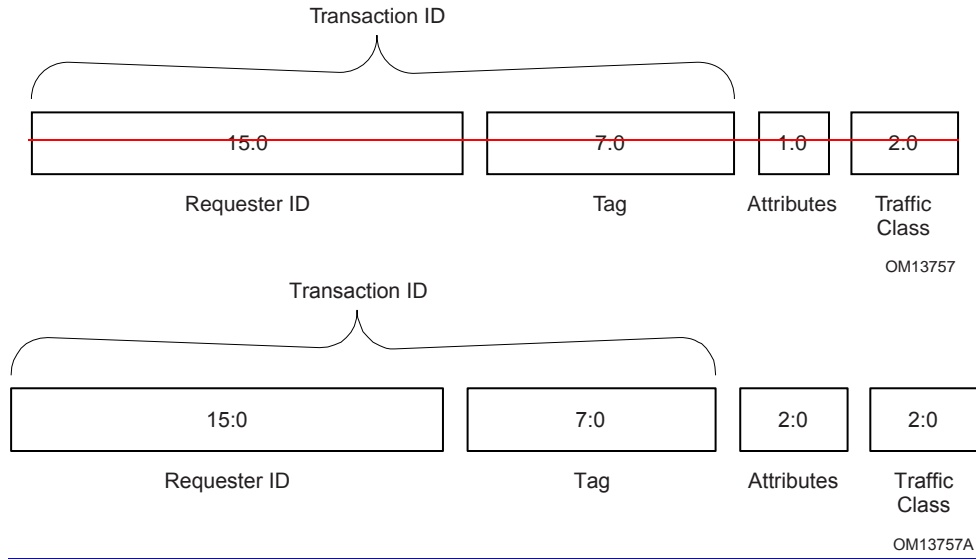 Transaction ID
15:0 7:0 1:0 2:0
Requester ID Tag Attributes Traffic
Class
OM13757
Transaction ID
15:0 7:0 2:0 2:0
Requester ID Tag Attributes Traffic
Class
OM13757A